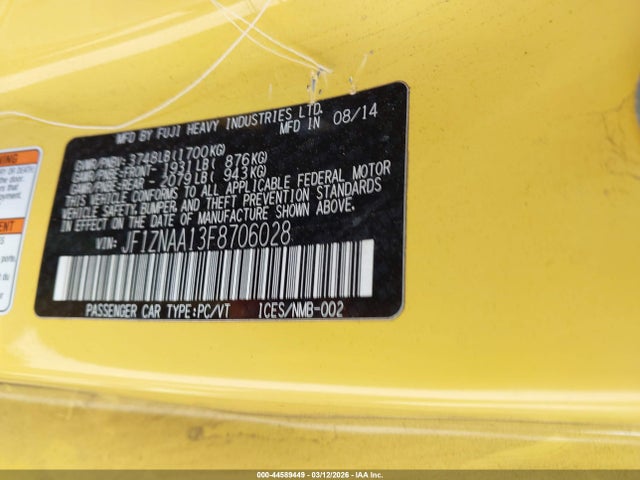 MFD BY FUJI HEAVY INDUSTRIES LTD.
MFD IN 08/14
GVWR/PNBV: 3748LB(1700KG)
GAWR/PNBE-FRONT- 1931LB( 876KG)
GAWR/PNBE-REAR - 2079LB( 943KG)
THIS VEHICLE CONFORMS TO ALL APPLICABLE FEDERAL MOTOR
VEHICLE SAFETY, BUMPER, AND THEFT PREVENTION STANDARDS
IN EFFECT ON THE DATE OF MANUFACTURE SHOWN ABOVE.
VIN: JF1ZNAA13F8706028
PASSENGER CAR TYPE:PC/VT 1CES/NMB-002
000-44589449 - 03/12/2026 - IAA Inc.